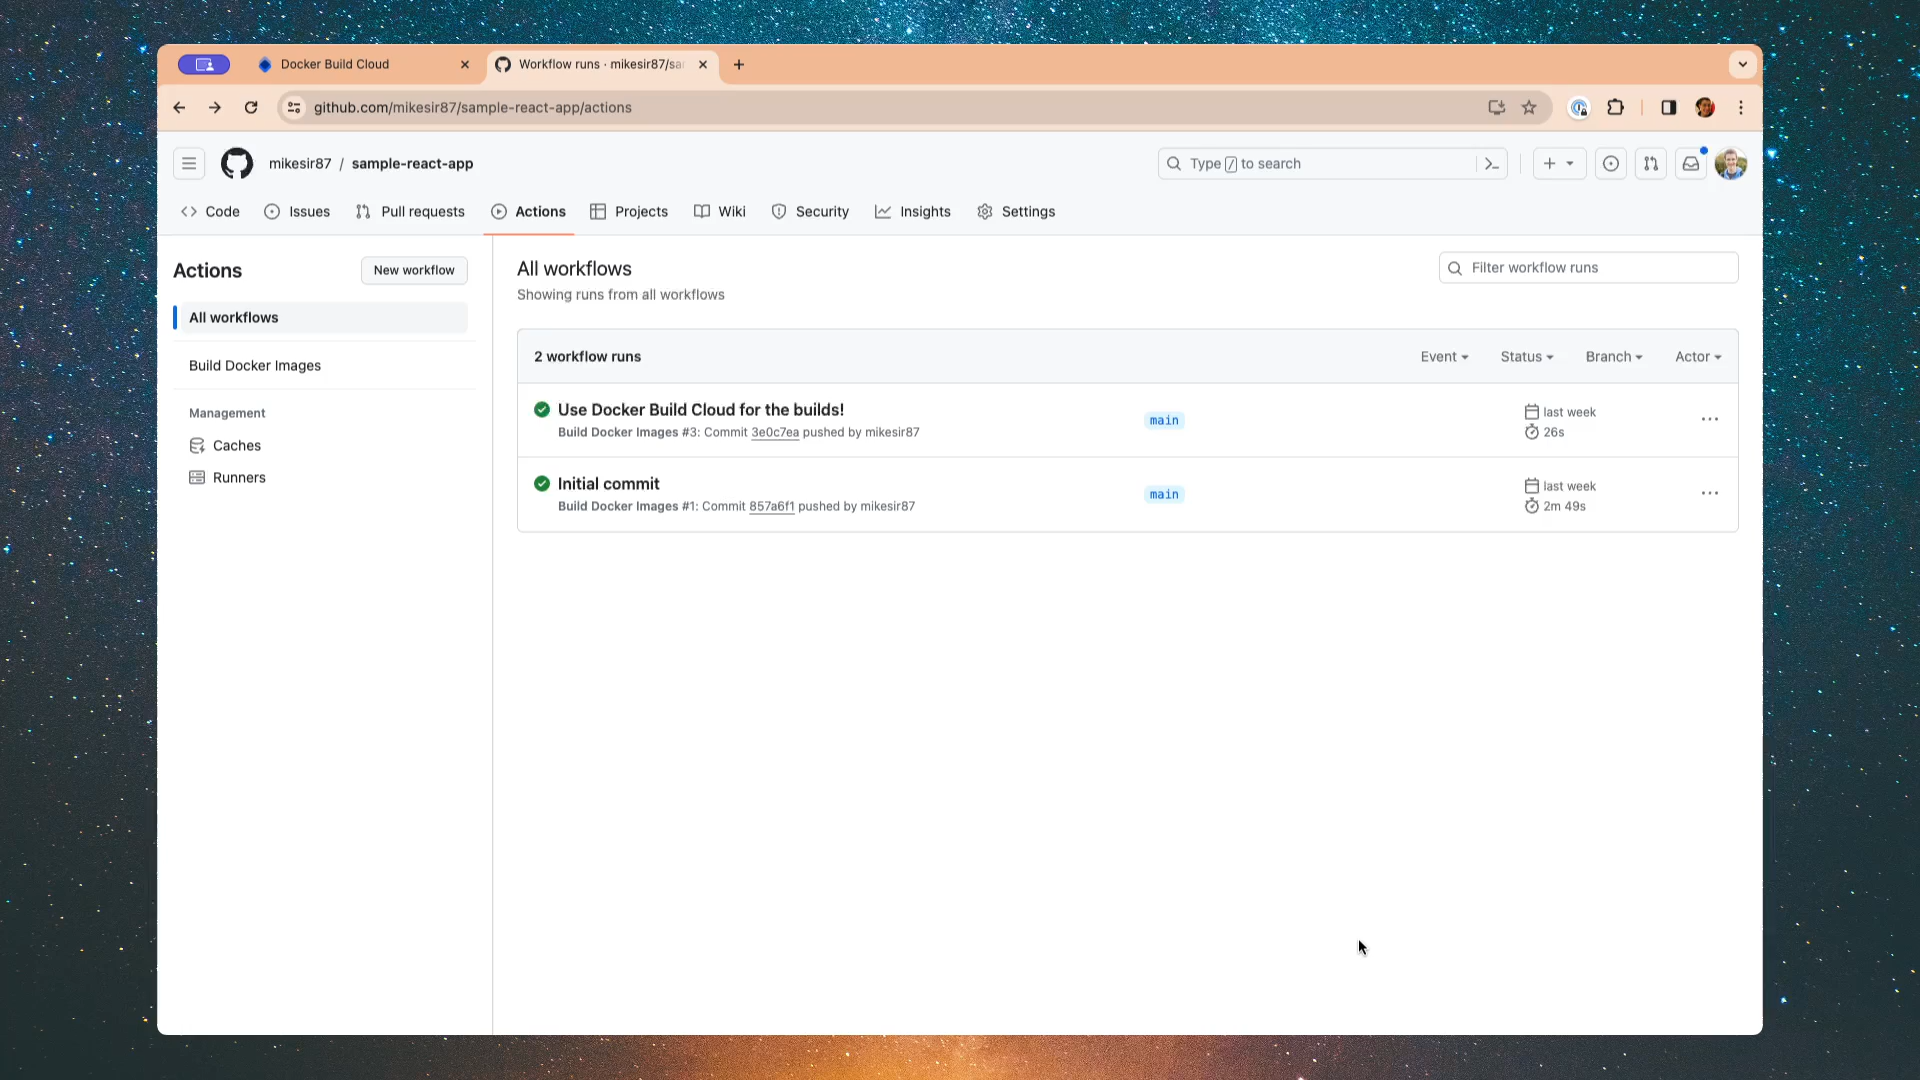 Docker Build Cloud
Workflow runs · mikesir87/sa
github.com/mikesir87/sample-react-app/actions
mikesir87 / sample-react-app
Type / to search
Code
Issues
Pull requests
Actions
Projects
Wiki
Security
Insights
Settings
Actions
New workflow
All workflows
Build Docker Images
Management
Caches
Runners
All workflows
Showing runs from all workflows
Filter workflow runs
2 workflow runs
Event
Status
Branch
Actor
Use Docker Build Cloud for the builds!
Build Docker Images #3: Commit 3e0c7ea pushed by mikesir87
main
last week
26s
Initial commit
Build Docker Images #1: Commit 857a6f1 pushed by mikesir87
main
last week
2m 49s